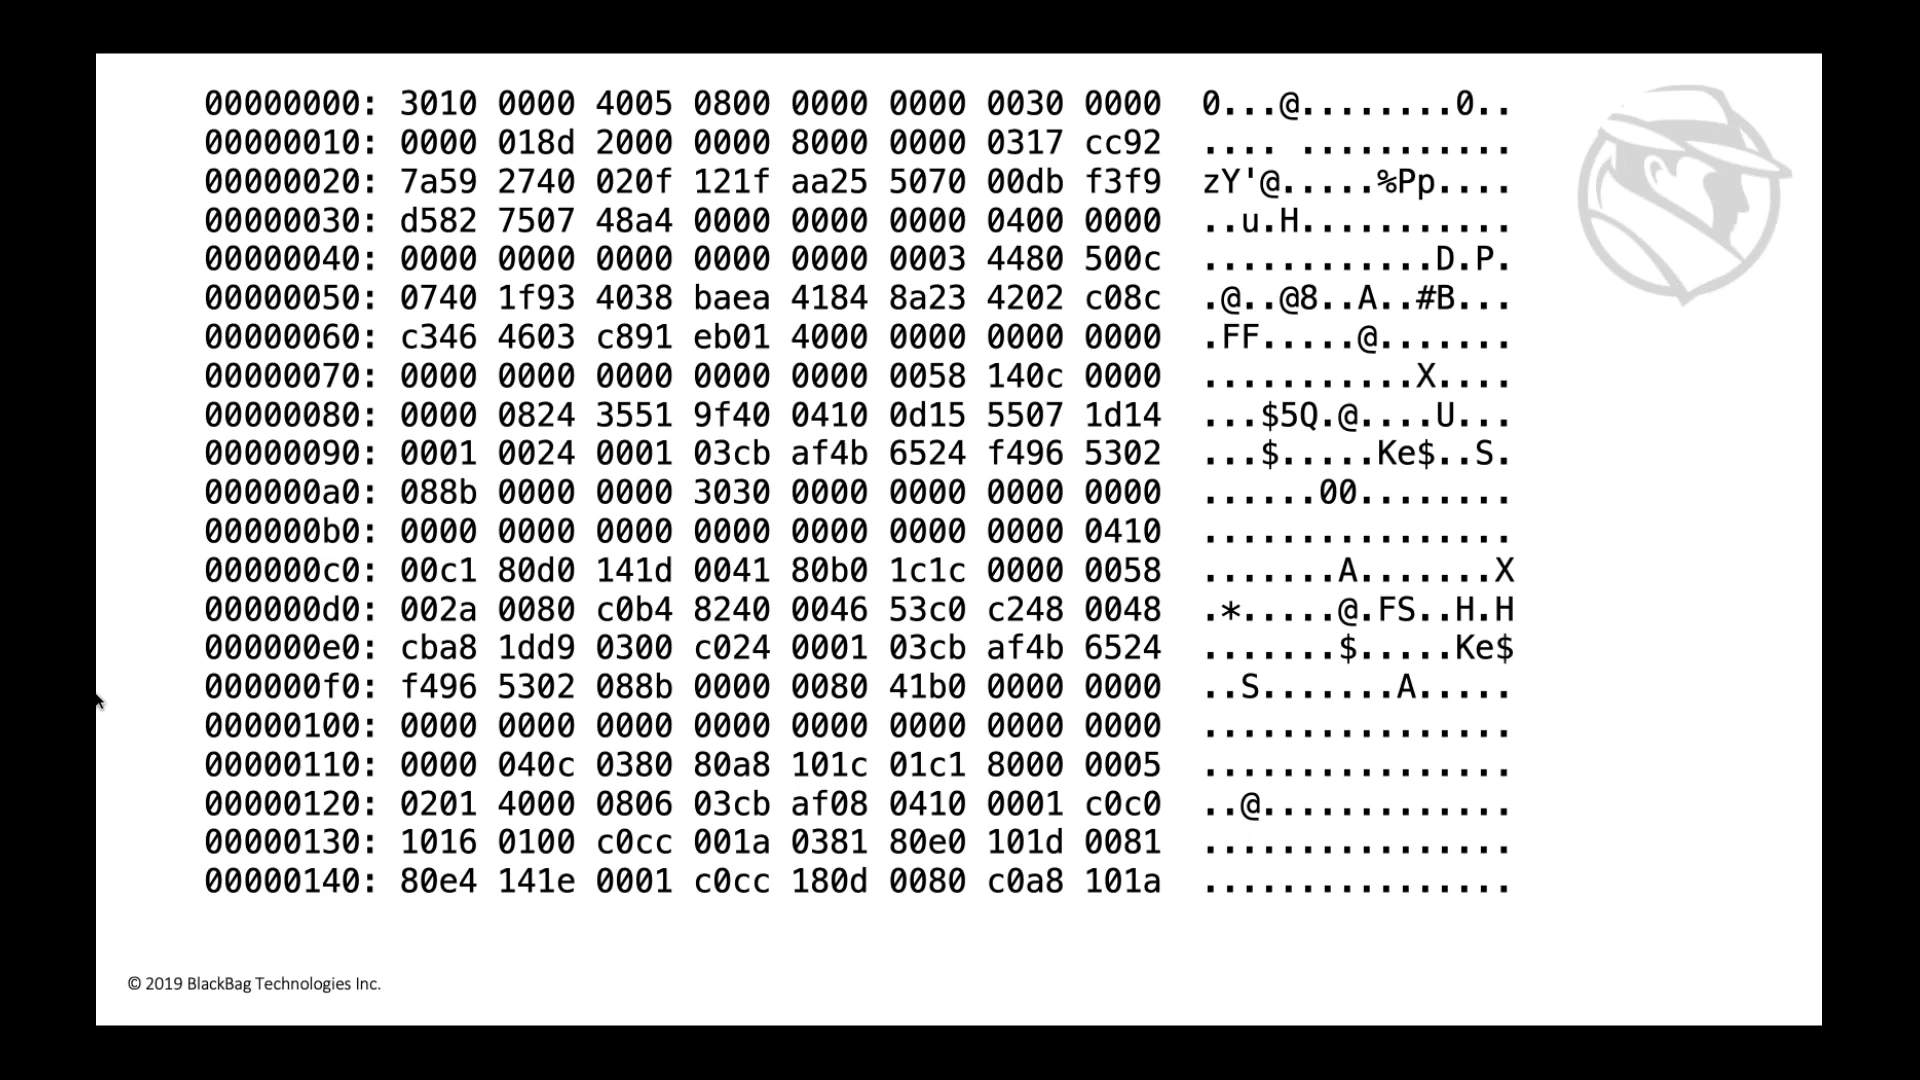 00000000: 3010 0000 4005 0800 0000 0000 0030 0000  0...@........0..
00000010: 0000 018d 2000 0000 8000 0000 0317 cc92  .... ...........
00000020: 7a59 2740 020f 121f aa25 5070 00db f3f9  zY'@.....%Pp....
00000030: d582 7507 48a4 0000 0000 0000 0400 0000  ..u.H...........
00000040: 0000 0000 0000 0000 0000 0003 4480 500c  ............D.P.
00000050: 0740 1f93 4038 baea 4184 8a23 4202 c08c  .@..@8..A..#B...
00000060: c346 4603 c891 eb01 4000 0000 0000 0000  .FF.....@.......
00000070: 0000 0000 0000 0000 0000 0058 140c 0000  ...........X....
00000080: 0000 0824 3551 9f40 0410 0d15 5507 1d14  ...$5Q.@....U...
00000090: 0001 0024 0001 03cb af4b 6524 f496 5302  ...$.....Ke$..S.
000000a0: 088b 0000 0000 3030 0000 0000 0000 0000  ......00........
000000b0: 0000 0000 0000 0000 0000 0000 0000 0410  ................
000000c0: 00c1 80d0 141d 0041 80b0 1c1c 0000 0058  .......A.......X
000000d0: 002a 0080 c0b4 8240 0046 53c0 c248 0048  .*.....@.FS..H.H
000000e0: cba8 1dd9 0300 c024 0001 03cb af4b 6524  .......$.....Ke$
000000f0: f496 5302 088b 0000 0080 41b0 0000 0000  ..S.......A.....
00000100: 0000 0000 0000 0000 0000 0000 0000 0000  ................
00000110: 0000 040c 0380 80a8 101c 01c1 8000 0005  ................
00000120: 0201 4000 0806 03cb af08 0410 0001 c0c0  ..@.............
00000130: 1016 0100 c0cc 001a 0381 80e0 101d 0081  ................
00000140: 80e4 141e 0001 c0cc 180d 0080 c0a8 101a  ................
© 2019 BlackBag Technologies Inc.